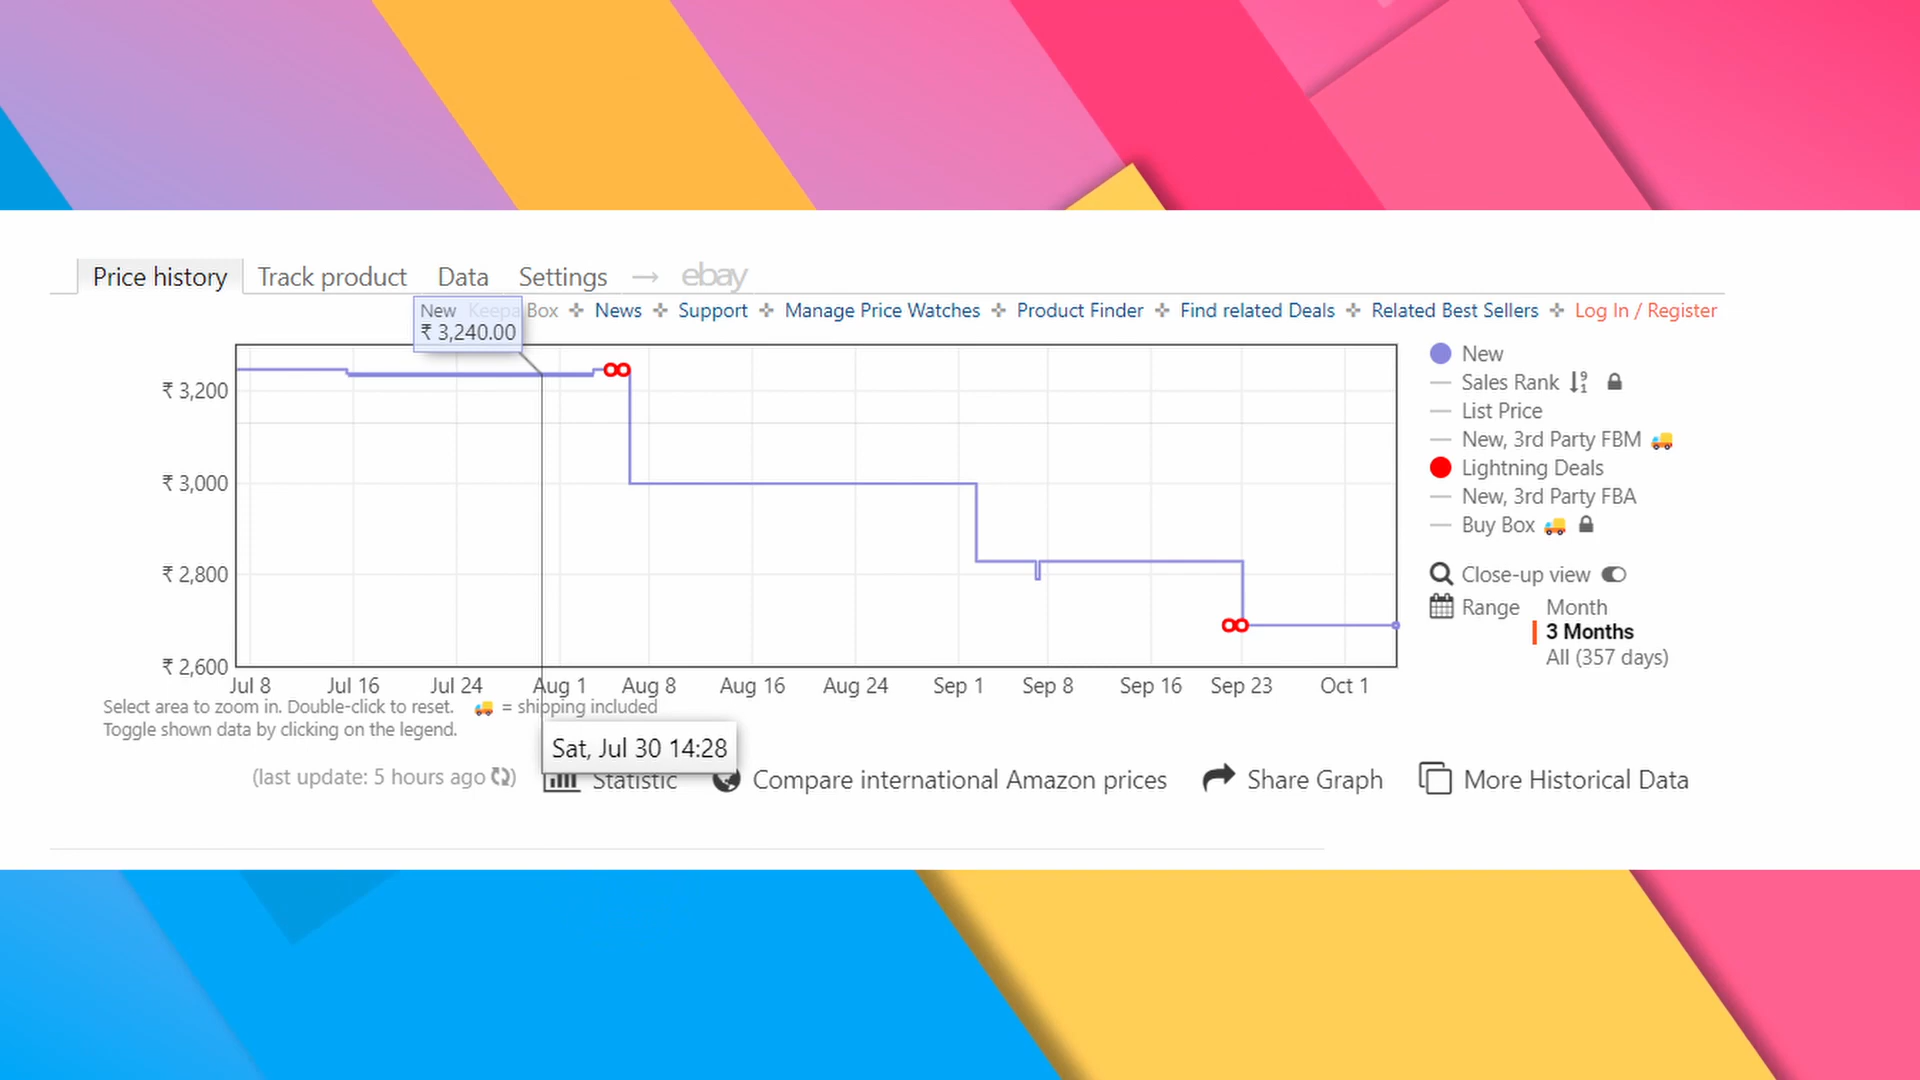 Price history Track product Data Settings → ebay
New Keepa Box News Support Manage Price Watches Product Finder Find related Deals Related Best Sellers Log In / Register
₹ 3,240.00
₹ 3,200
₹ 3,000
₹ 2,800
₹ 2,600
Jul 8 Jul 16 Jul 24 Aug 1 Aug 8 Aug 16 Aug 24 Sep 1 Sep 8 Sep 16 Sep 23 Oct 1
New
Sales Rank
List Price
New, 3rd Party FBM
Lightning Deals
New, 3rd Party FBA
Buy Box
Close-up view
Range Month
3 Months
All (357 days)
Select area to zoom in. Double-click to reset. = shipping included
Toggle shown data by clicking on the legend.
Sat, Jul 30 14:28
(last update: 5 hours ago) Statistic Compare international Amazon prices Share Graph More Historical Data